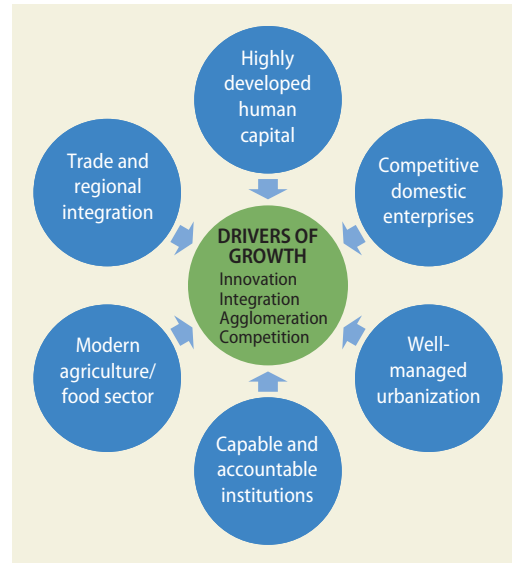 Highly
developed
human
capital
Trade and
regional
integration
Competitive
domestic
enterprises
DRIVERS OF
GROWTH
Innovation
Integration
Agglomeration
Competition
Modern
agriculture/
food sector
Well-
managed
urbanization
Capable and
accountable
institutions